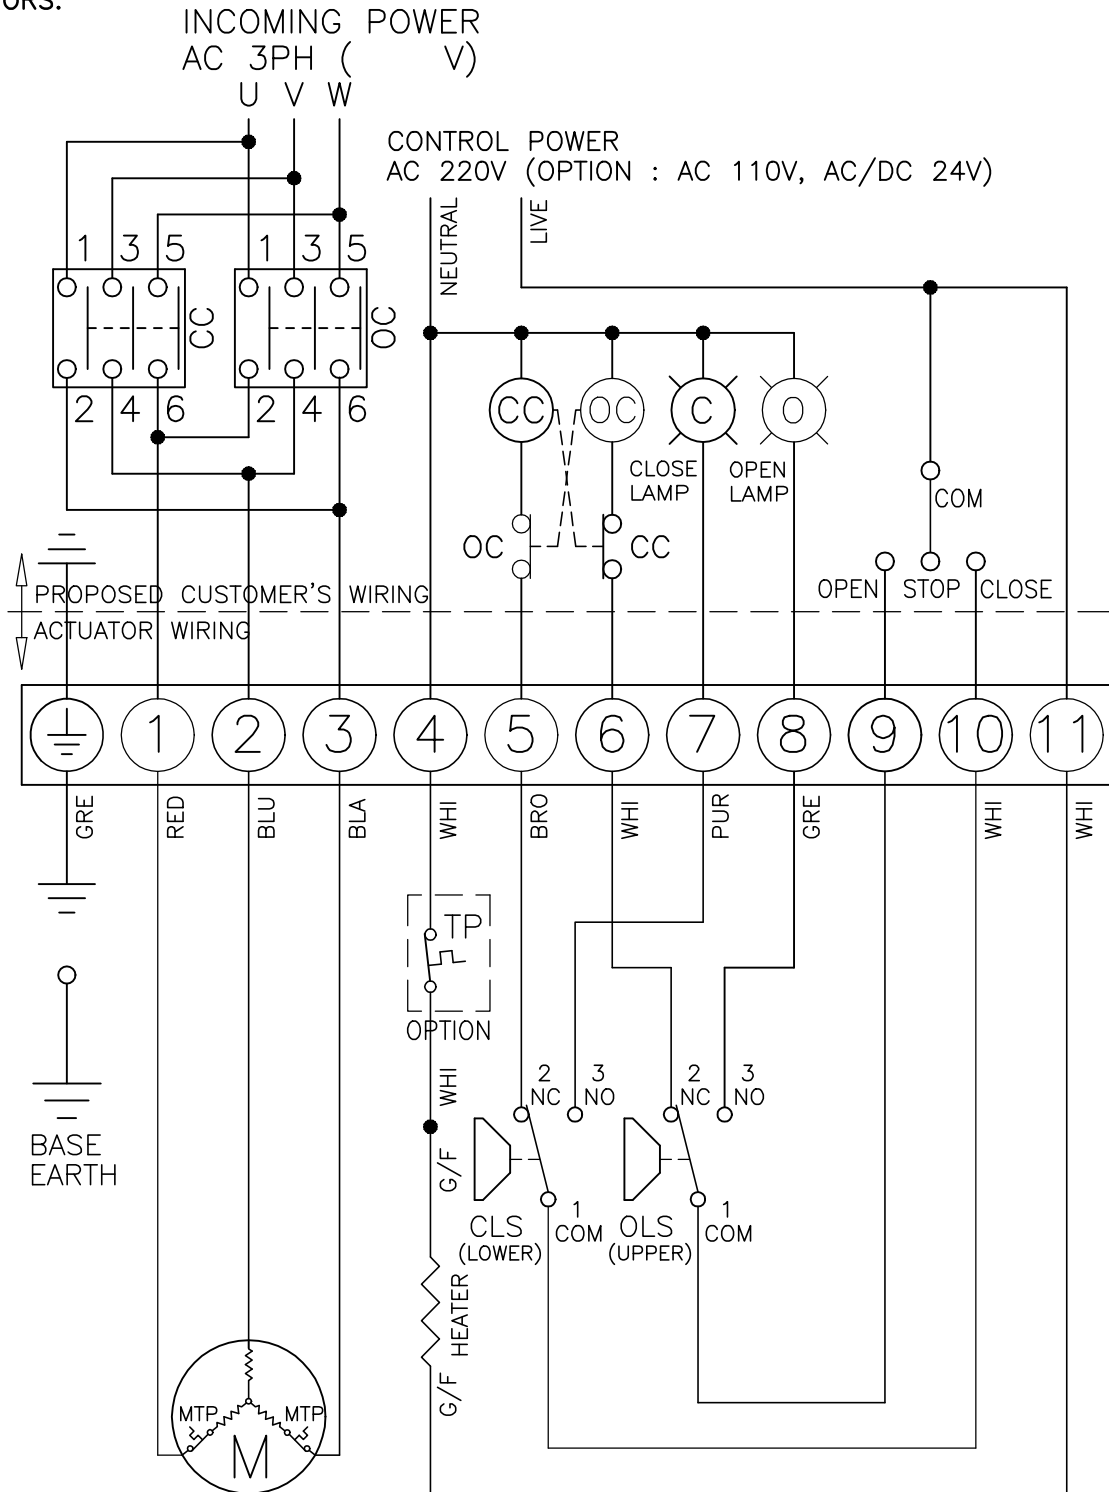 ORS.
INCOMING POWER
AC 3PH ( V)
U V W
CONTROL POWER
AC 220V (OPTION : AC 110V, AC/DC 24V)
NEUTRAL
LIVE
1 3 5
1 3 5
CC
OC
2 4 6
2 4 6
CC
OC
C
O
CLOSE
LAMP
OPEN
LAMP
COM
OC
CC
OPEN STOP CLOSE
PROPOSED CUSTOMER'S WIRING
ACTUATOR WIRING
1 2 3 4 5 6 7 8 9 10 11
GRE
RED
BLU
BLA
WHI
BRO
WHI
PUR
GRE
WHI
WHI
TP
OPTION
WHI
2
NC
3
NO
2
NC
3
NO
BASE
EARTH
G/F
CLS
(LOWER)
1
COM
OLS
(UPPER)
1
COM
HEATER
G/F
MTP
MTP
M